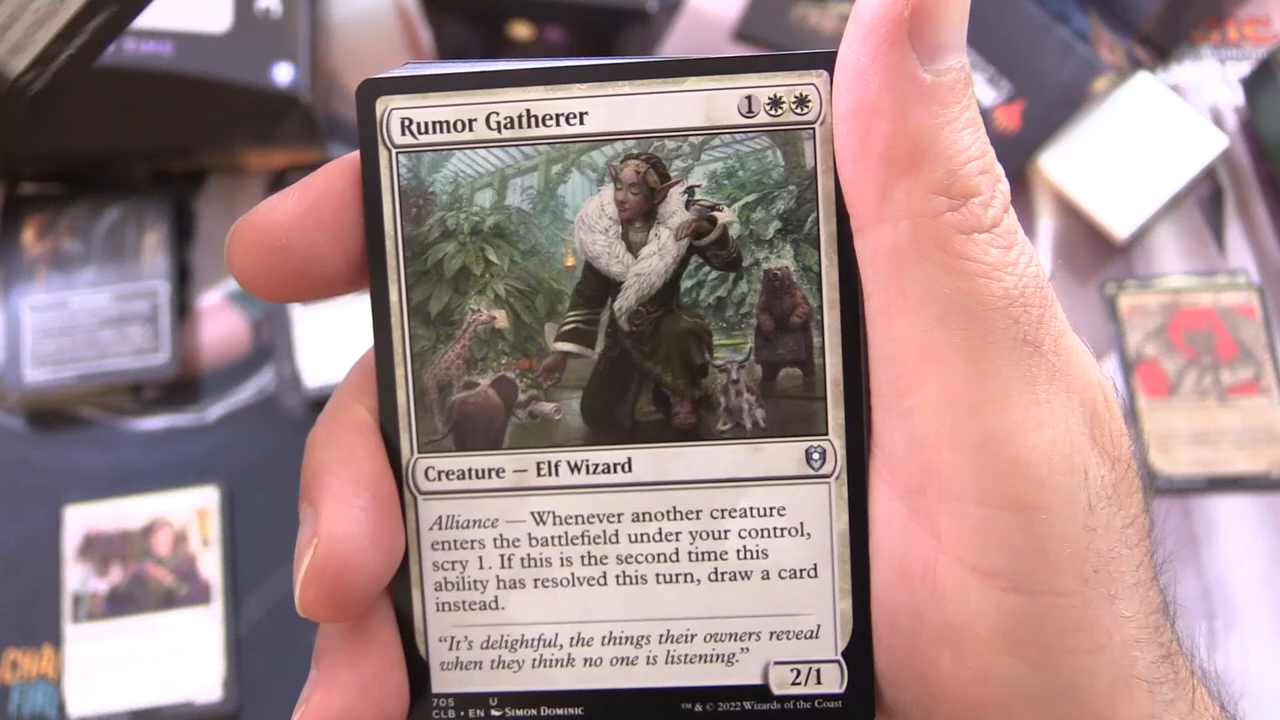 TIME
Rumor Gatherer 1
Creature — Elf Wizard
Alliance — Whenever another creature
enters the battlefield under your control,
scry 1. If this is the second time this
ability has resolved this turn, draw a card
instead.
“It’s delightful, the things their owners reveal
when they think no one is listening.”
2/1
705 U
CLB • EN SIMON DOMINIC
™ & © 2022 Wizards of the Coast